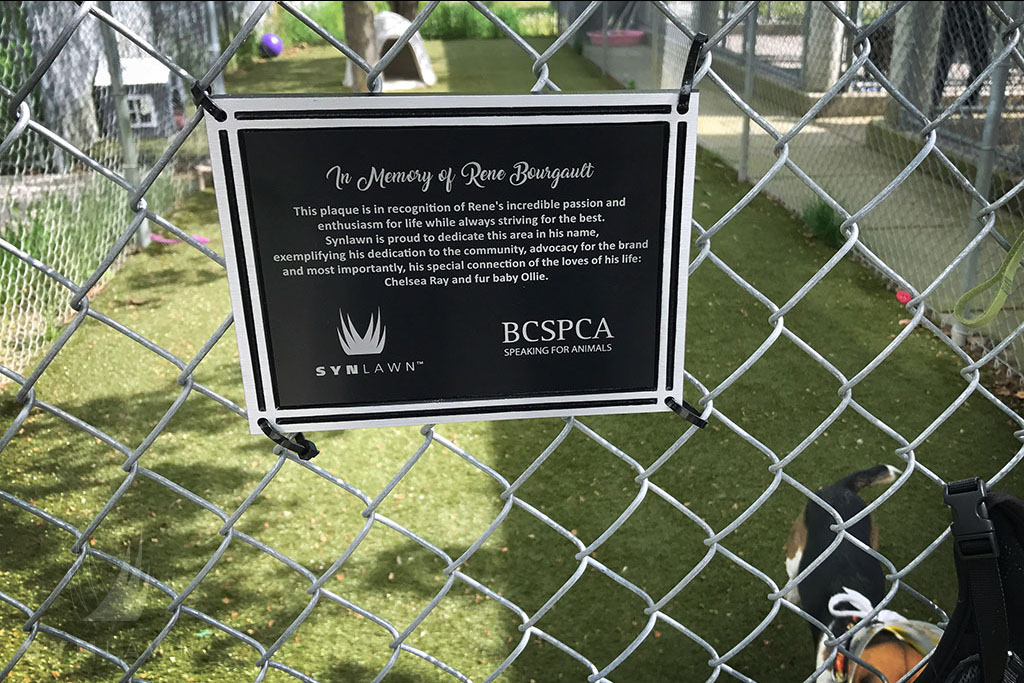 In Memory of Rene Bourgault
This plaque is in recognition of Rene's incredible passion and
enthusiasm for life while always striving for the best.
Synlawn is proud to dedicate this area in his name,
exemplifying his dedication to the community, advocacy for the brand
and most importantly, his special connection of the loves of his life:
Chelsea Ray and fur baby Ollie.
SYNLAWN™
BCSPCA
SPEAKING FOR ANIMALS